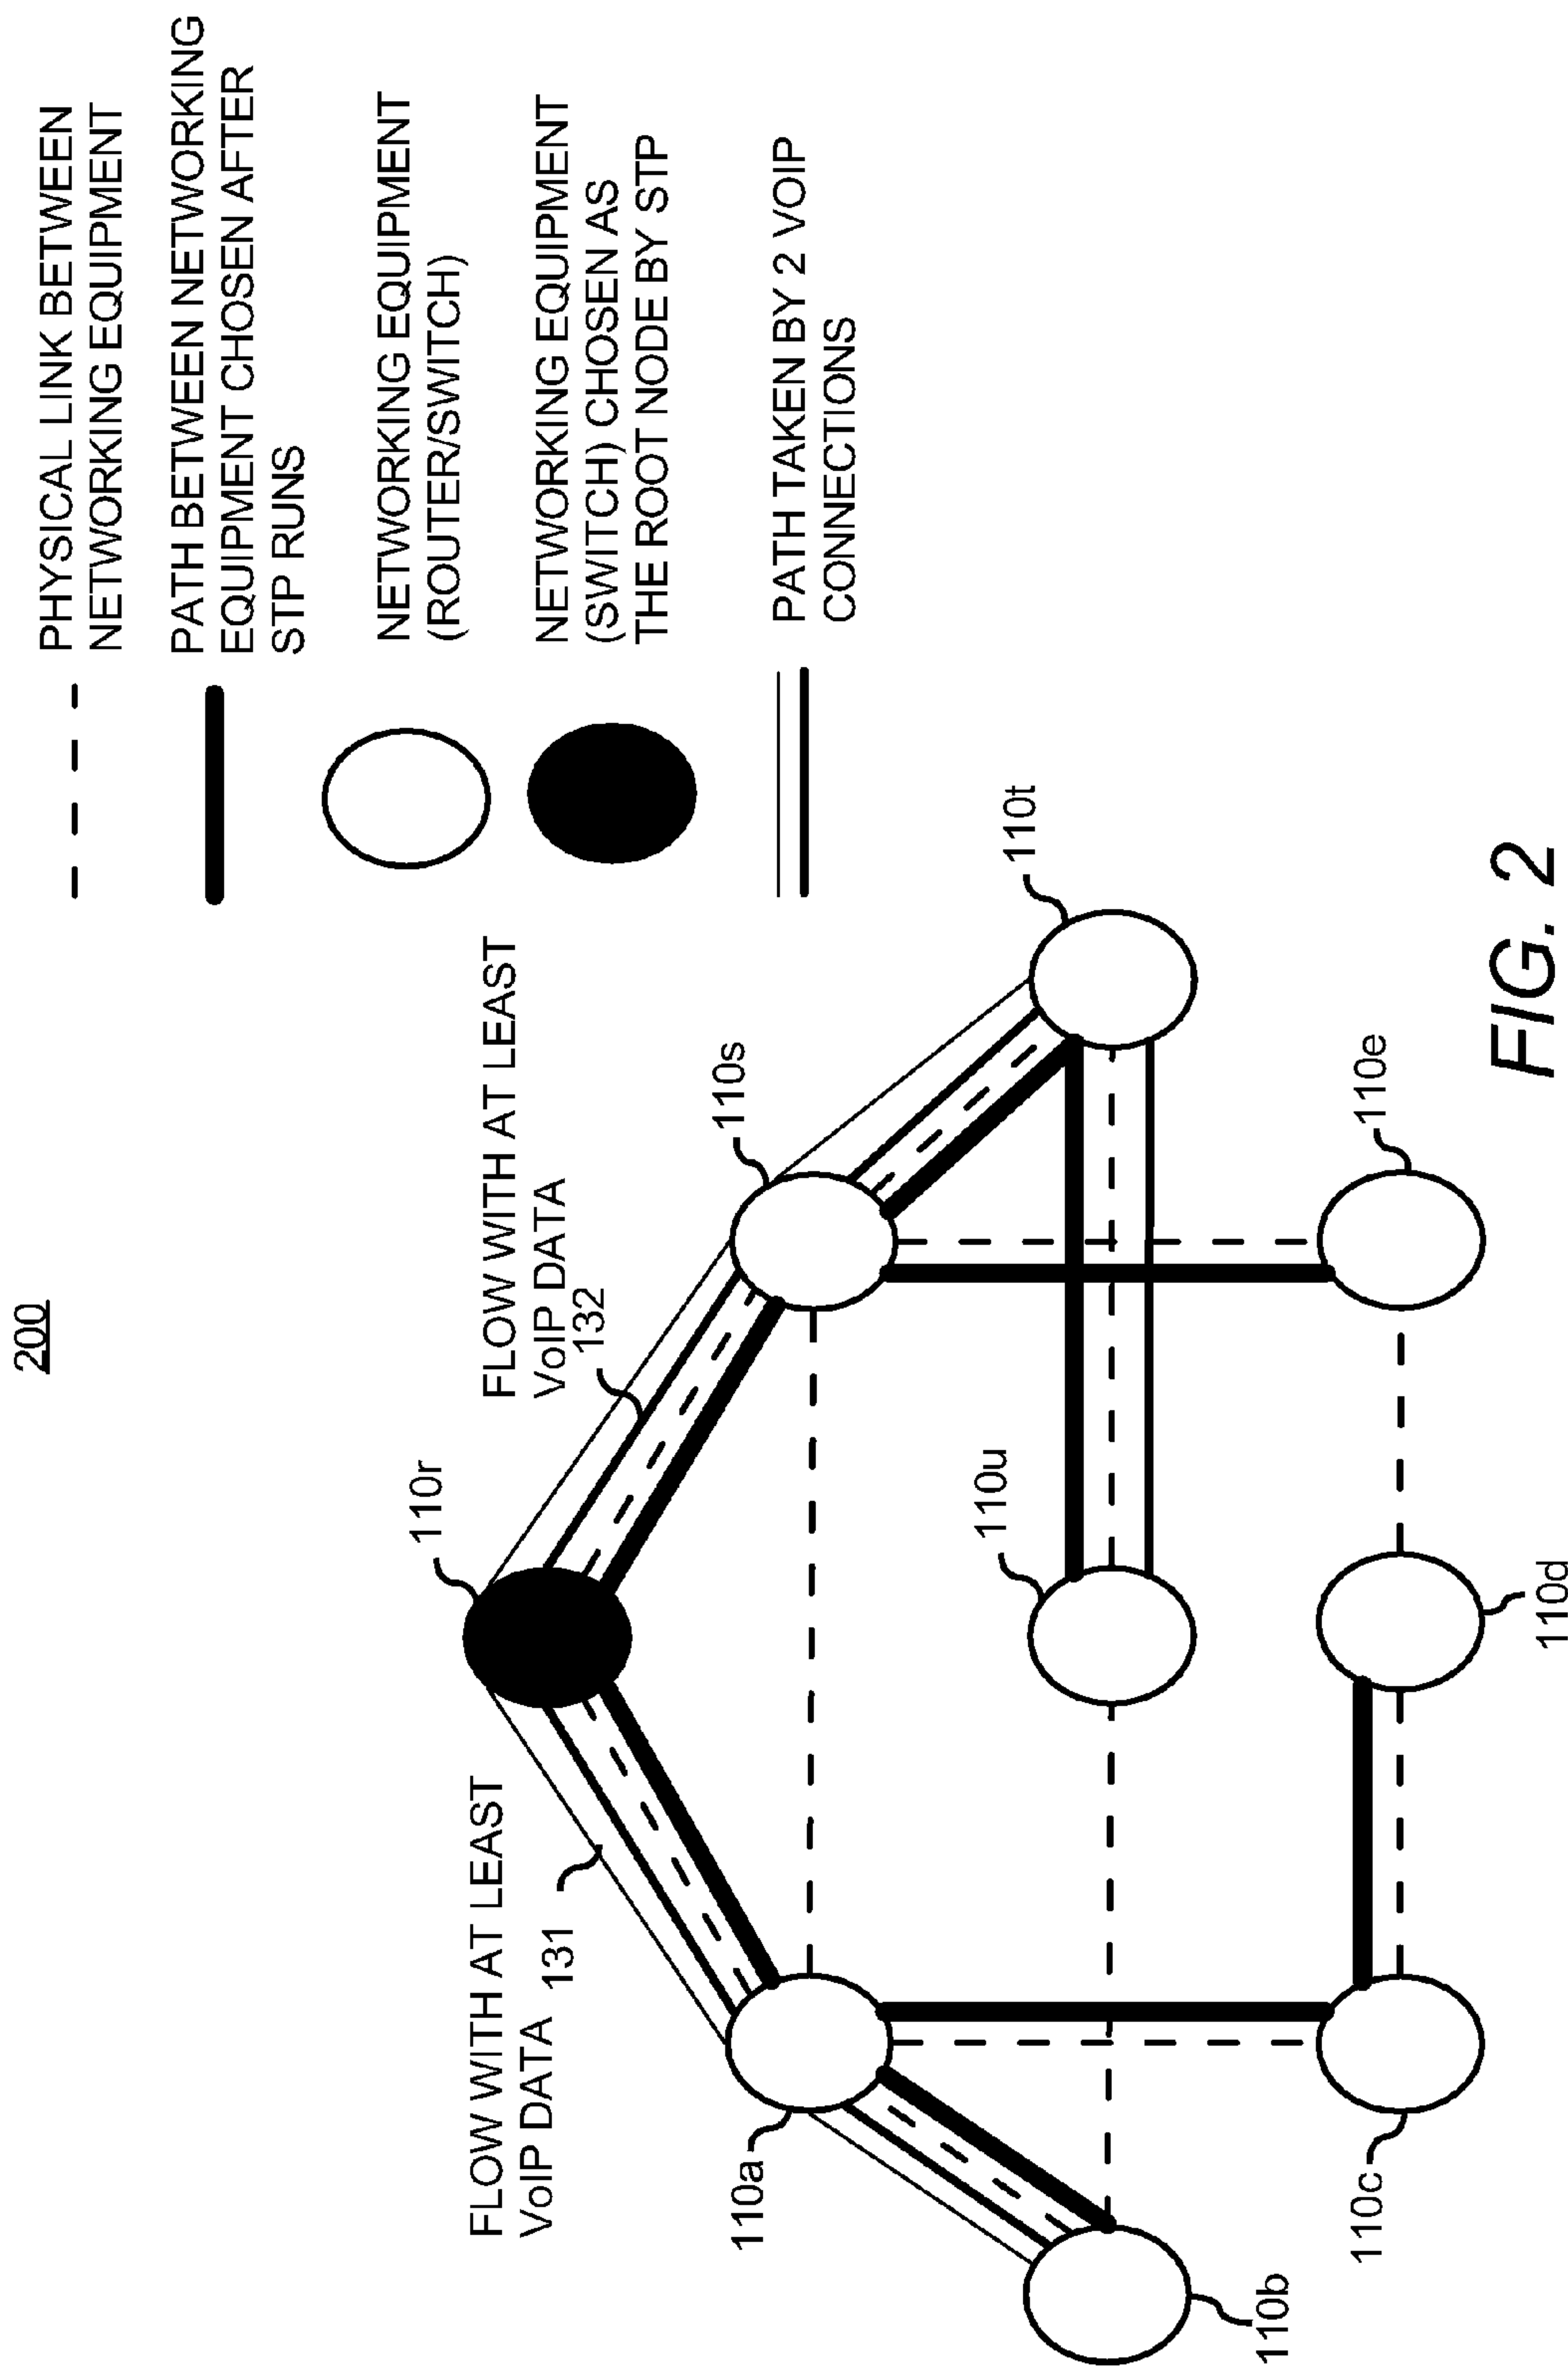 200
PHYSICAL LINK BETWEEN
NETWORKING EQUIPMENT
PATH BETWEEN NETWORKING
EQUIPMENT CHOSEN AFTER
STP RUNS
NETWORKING EQUIPMENT
(ROUTER/SWITCH)
NETWORKING EQUIPMENT
(SWITCH) CHOSEN AS
THE ROOT NODE BY STP
PATH TAKEN BY 2 VOIP
CONNECTIONS
FLOW WITH AT LEAST
VoIP DATA
131
110r
FLOW WITH AT LEAST
VoIP DATA
132
110a
110s
110b
110u
110t
110c
110d
110e
FIG. 2